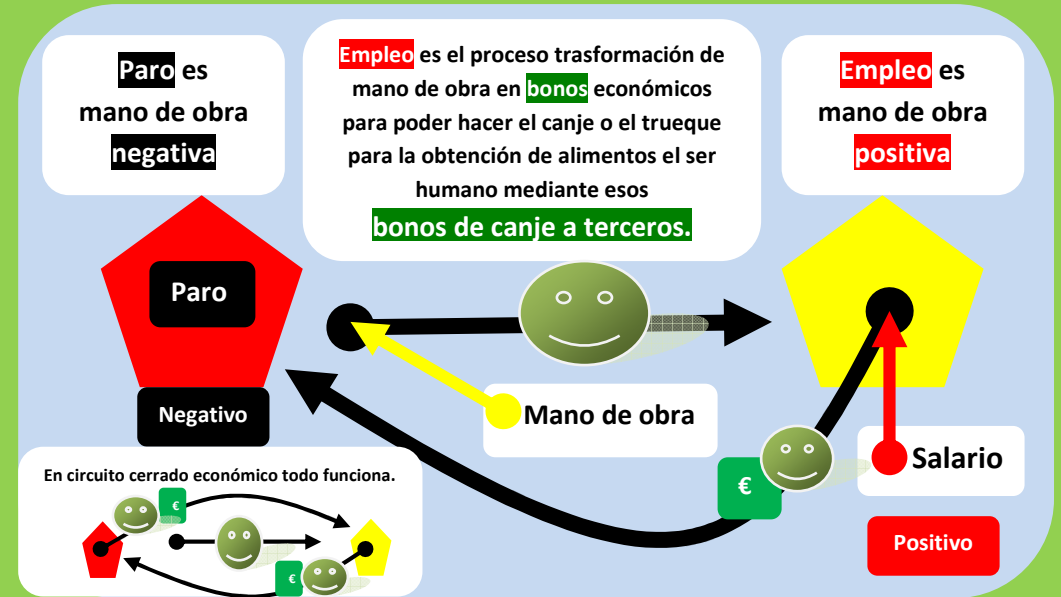 Paro es
mano de obra
negativa
Empleo es el proceso trasformación de
mano de obra en bonos económicos
para poder hacer el canje o el trueque
para la obtención de alimentos el ser
humano mediante esos
bonos de canje a terceros.
Empleo es
mano de obra
positiva
Paro
Negativo
Mano de obra
Salario
€
Positivo
En circuito cerrado económico todo funciona.
€
€